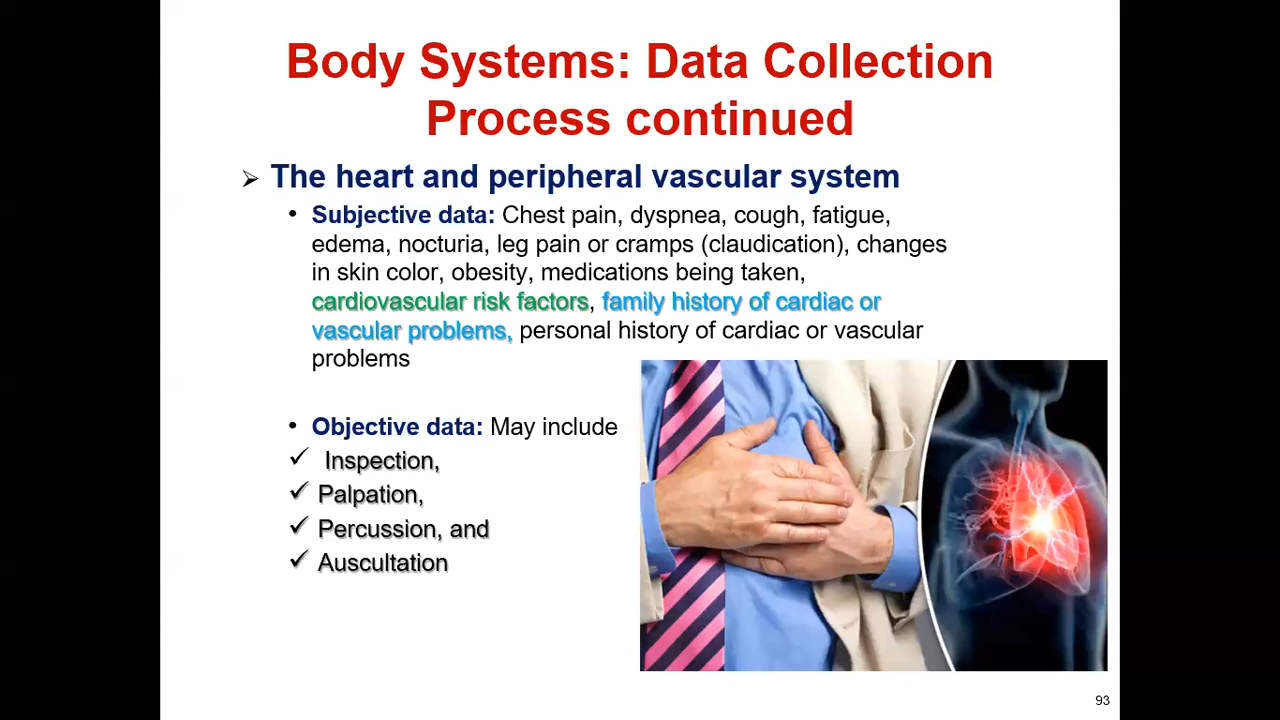 Body Systems: Data Collection
Process continued
➢ The heart and peripheral vascular system
• Subjective data: Chest pain, dyspnea, cough, fatigue,
edema, nocturia, leg pain or cramps (claudication), changes
in skin color, obesity, medications being taken,
cardiovascular risk factors, family history of cardiac or
vascular problems, personal history of cardiac or vascular
problems
• Objective data: May include
✓ Inspection,
✓ Palpation,
✓ Percussion, and
✓ Auscultation
93